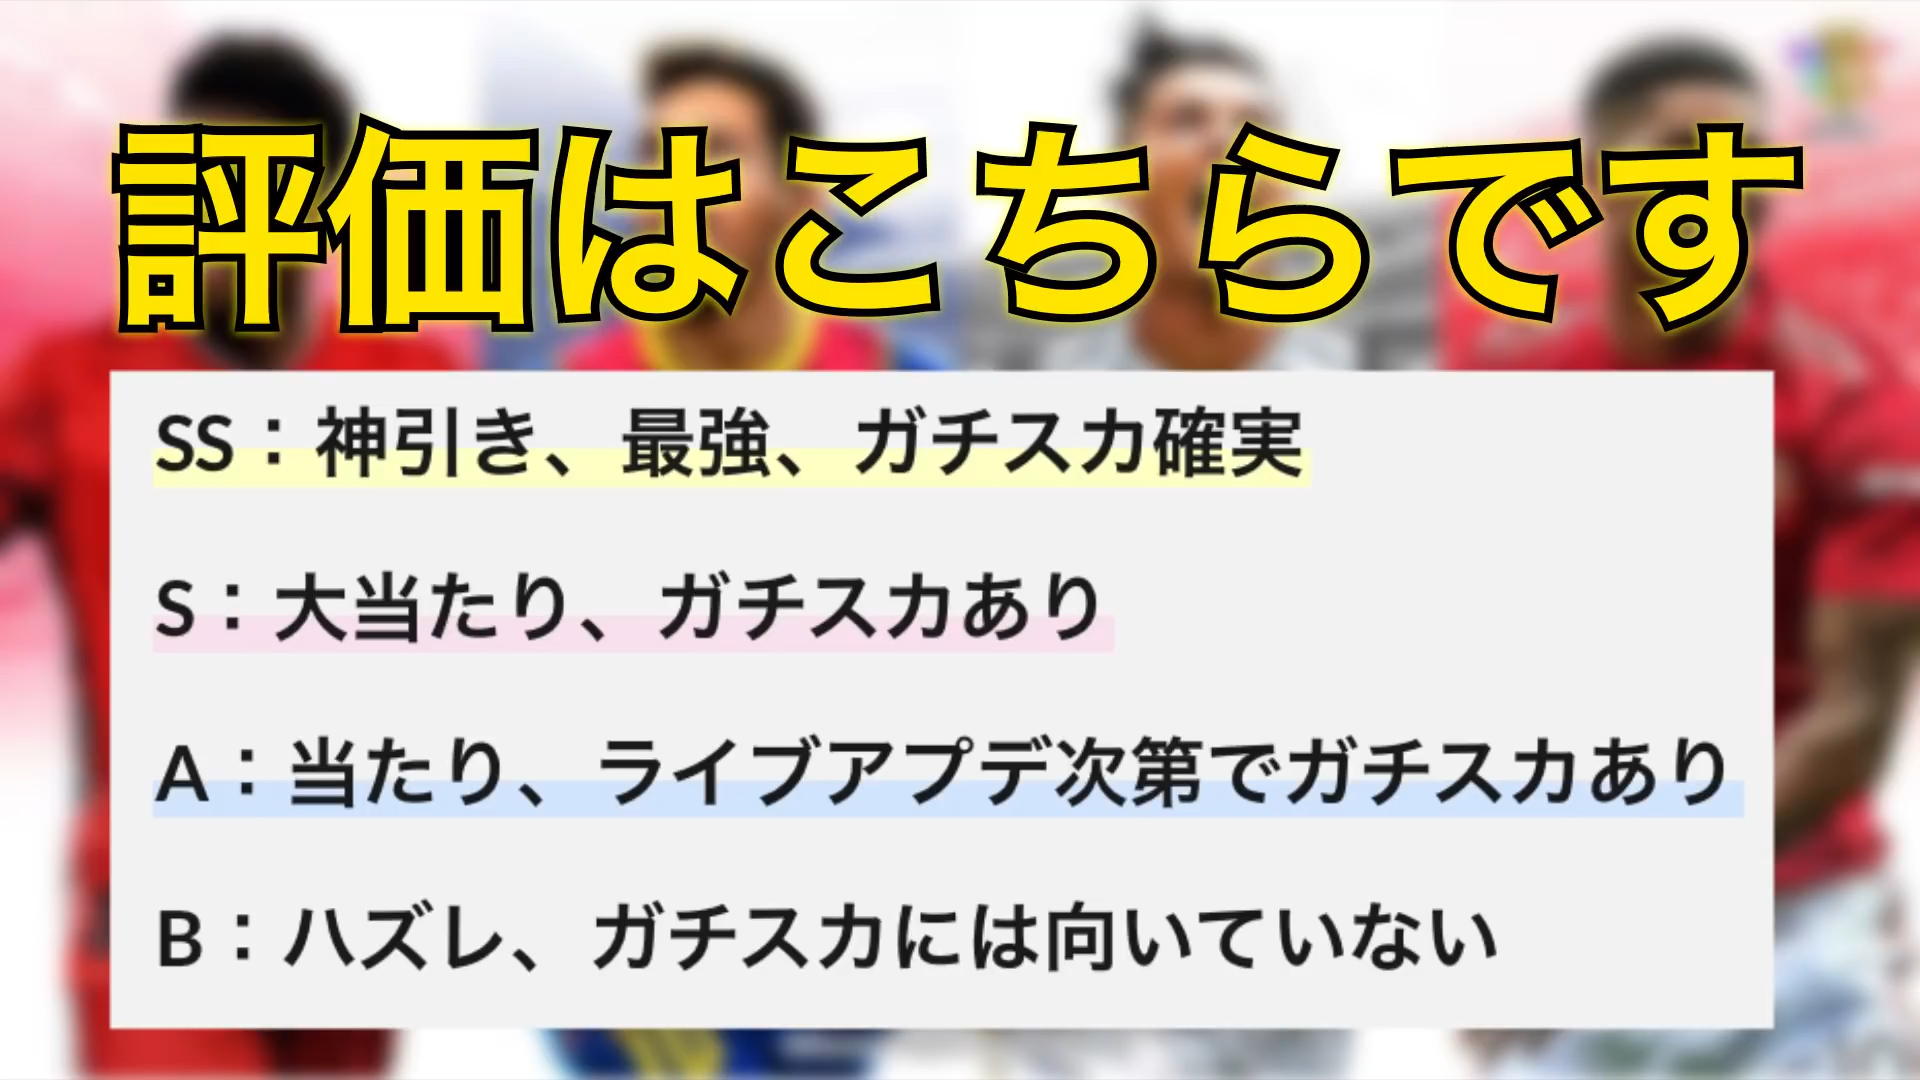 評価はこちらです
SS：神引き、最強、ガチスカ確実
S：大当たり、ガチスカあり
A：当たり、ライブアプデ次第でガチスカあり
B：ハズレ、ガチスカには向いていない